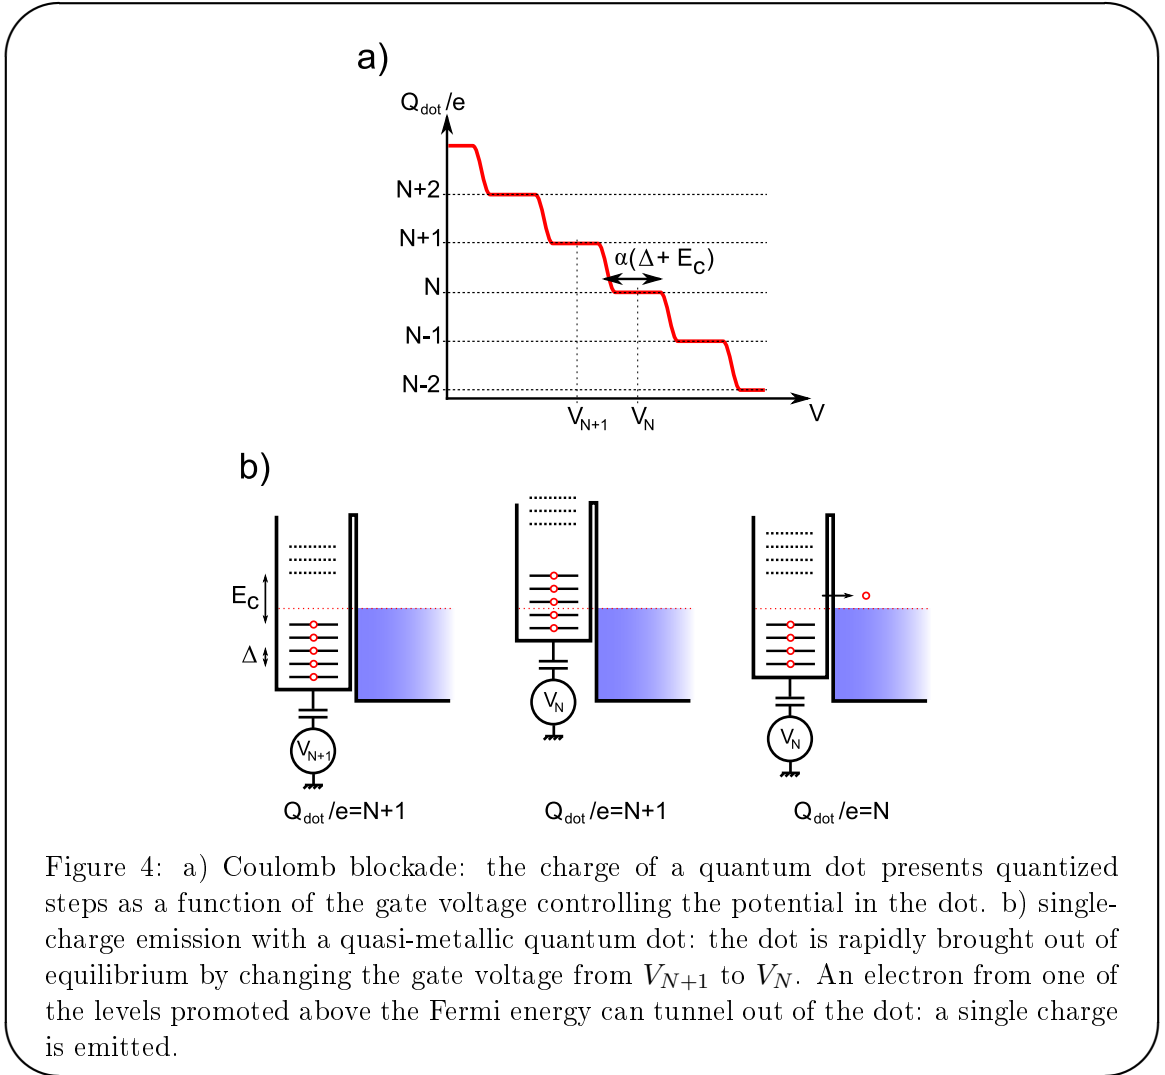 a)
Q_dot/e
N+2
N+1
α(Δ + E_C)
N
N-1
N-2
V_{N+1} V_N V
b)
E_C
Δ
V_{N+1} V_N V_N
Q_dot/e=N+1 Q_dot/e=N+1 Q_dot/e=N
Figure 4: a) Coulomb blockade: the charge of a quantum dot presents quantized
steps as a function of the gate voltage controlling the potential in the dot. b) single-
charge emission with a quasi-metallic quantum dot: the dot is rapidly brought out of
equilibrium by changing the gate voltage from V_{N+1} to V_N. An electron from one of
the levels promoted above the Fermi energy can tunnel out of the dot: a single charge
is emitted.